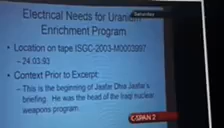 Electrical Needs for Uranium
Enrichment Program
• Location on tape ISGC-2003-M0003997
- 24:03:93
• Context Prior to Excerpt:
- This is the beginning of Jaafar Dhia Jaafar's
briefing. He was the head of the Iraqi nuclear
weapons program.
C-SPAN 2